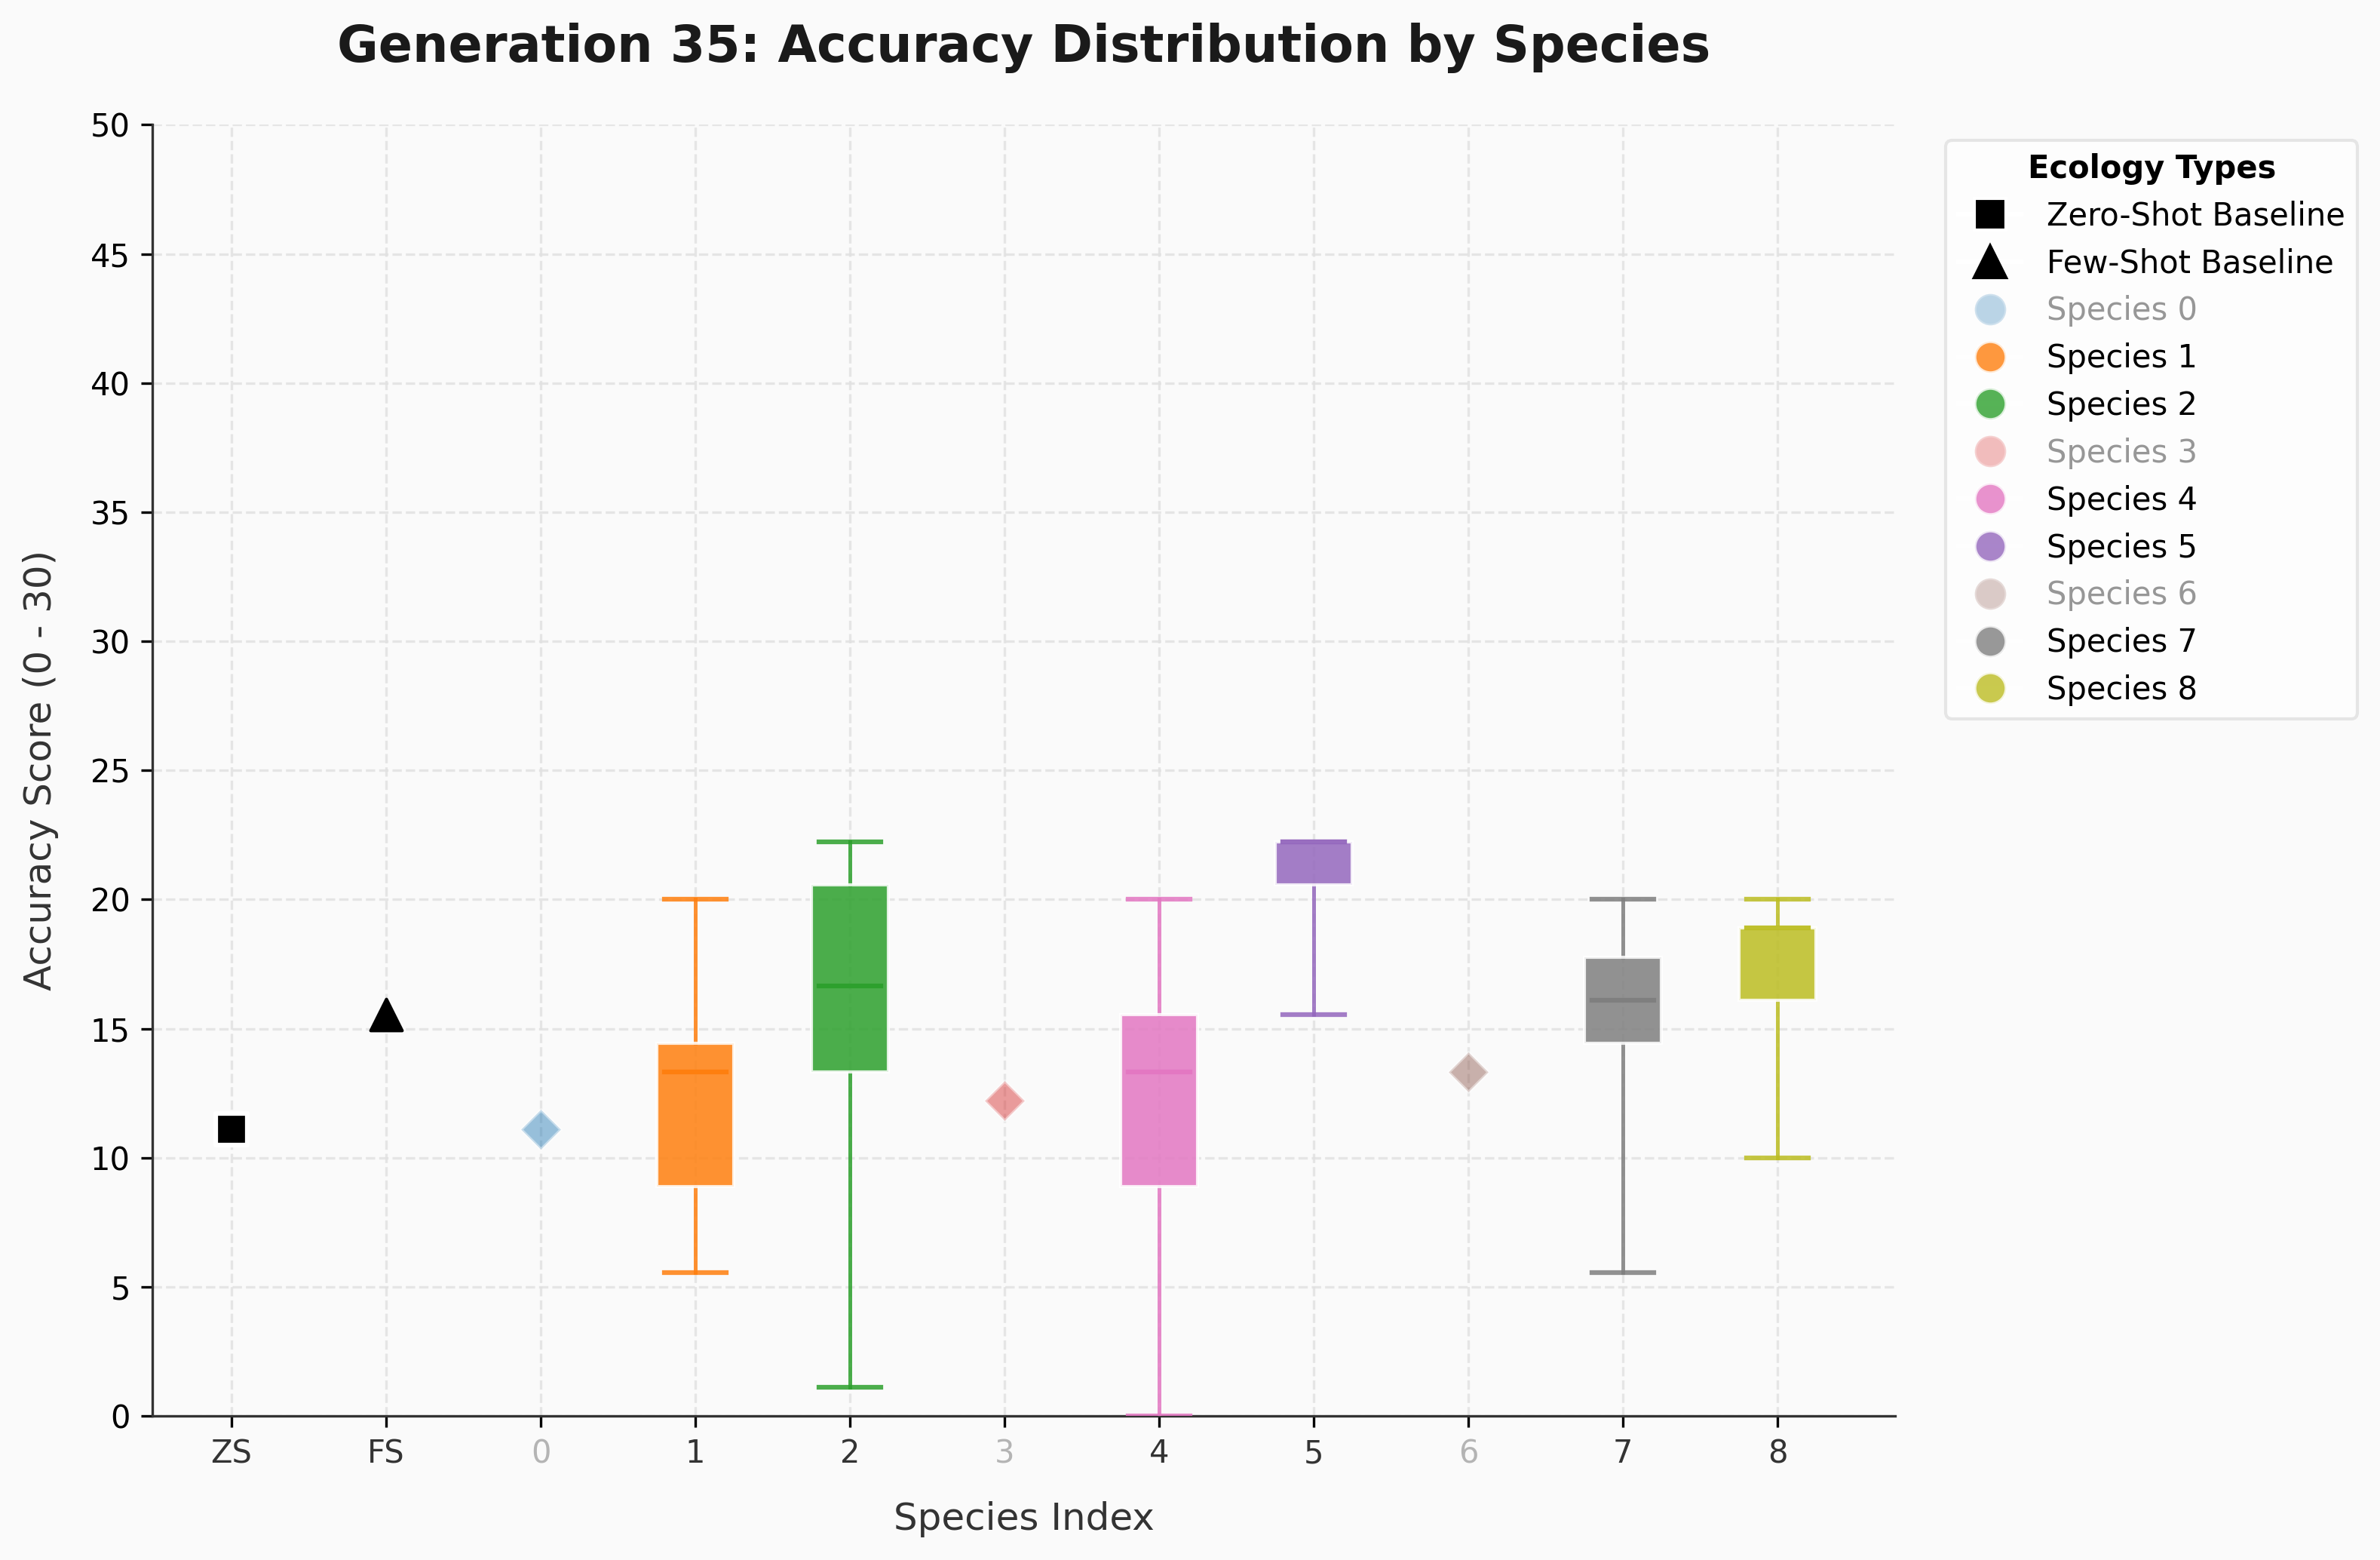 Generation 35: Accuracy Distribution by Species
50
45
40
35
30
25
20
15
10
5
0
Accuracy Score (0 - 30)
ZS FS 0 1 2 3 4 5 6 7 8
Species Index
Ecology Types
Zero-Shot Baseline
Few-Shot Baseline
Species 0
Species 1
Species 2
Species 3
Species 4
Species 5
Species 6
Species 7
Species 8